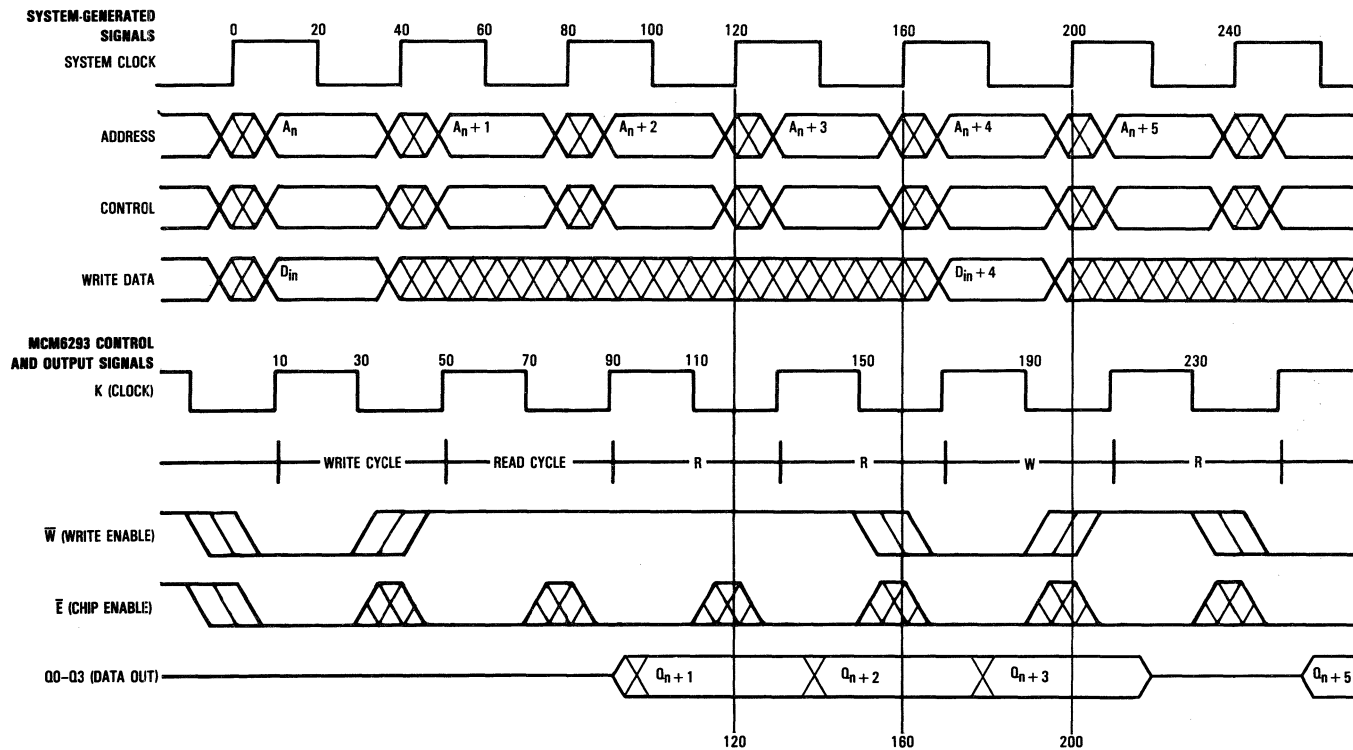 SYSTEM-GENERATED
SIGNALS
0 20 40 60 80 100 120 140 160 180 200 220 240
SYSTEM CLOCK
ADDRESS An An + 1 An + 2 An + 3 An + 4 An + 5
CONTROL
WRITE DATA Din Din + 4
MCM6293 CONTROL
AND OUTPUT SIGNALS
10 30 50 70 90 110 150 190 230
K (CLOCK)
WRITE CYCLE READ CYCLE R R W R
W̅ (WRITE ENABLE)
E̅ (CHIP ENABLE)
Q0–Q3 (DATA OUT) Qn + 1 Qn + 2 Qn + 3 Qn + 5
120 160 200